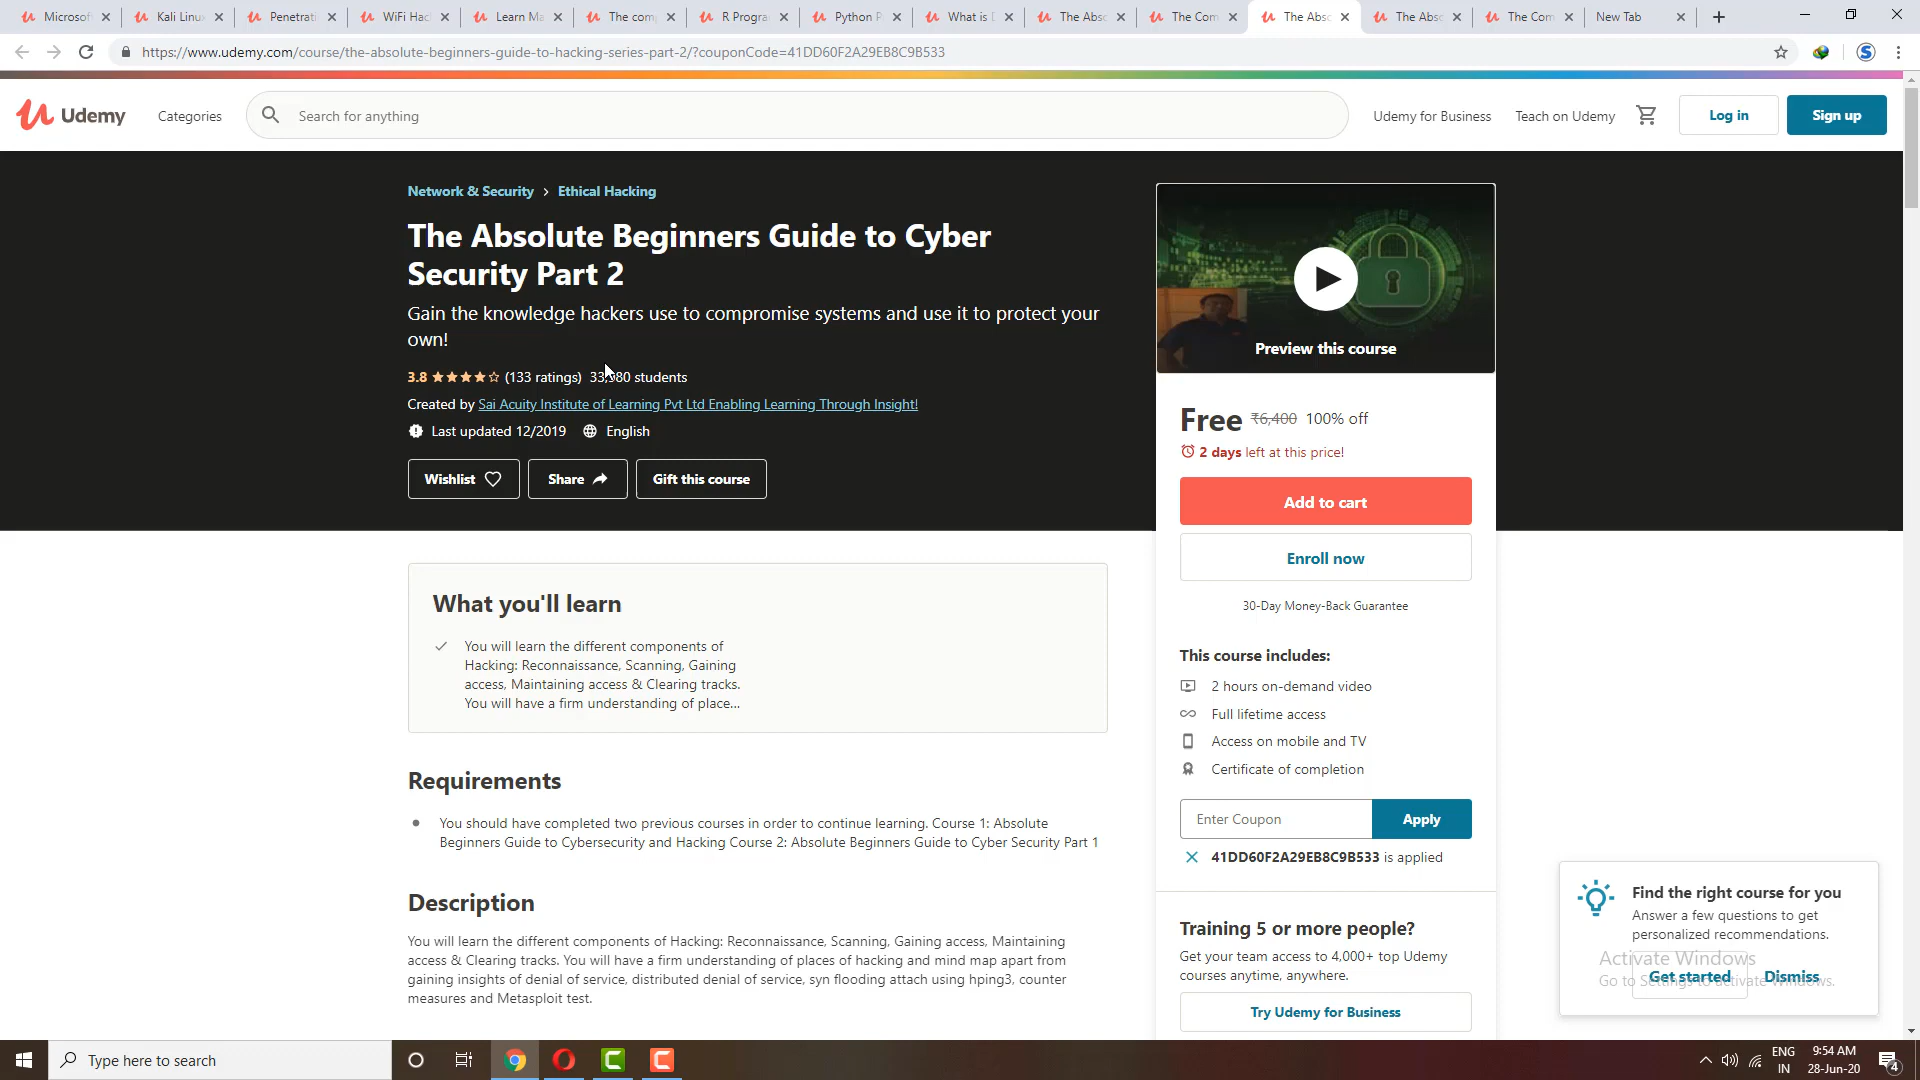 Microsof
Kali Linu
Penetrati
WiFi Hac
Learn Ma
The com
R Progra
Python P
What is
The Abso
The Com
The Abso
The Abso
The Com
New Tab
https://www.udemy.com/course/the-absolute-beginners-guide-to-hacking-series-part-2/?couponCode=41DD60F2A29EB8C9B533
Udemy
Categories
Search for anything
Udemy for Business
Teach on Udemy
Log in
Sign up
Network & Security > Ethical Hacking
The Absolute Beginners Guide to Cyber
Security Part 2
Gain the knowledge hackers use to compromise systems and use it to protect your
own!
3.8 (133 ratings) students
Created by Sai Acuity Institute of Learning Pvt Ltd Enabling Learning Through Insight!
Last updated 12/2019 English
Wishlist
Share
Gift this course
Preview this course
Free ₹6,400 100% off
2 days left at this price!
Add to cart
Enroll now
30-Day Money-Back Guarantee
This course includes:
2 hours on-demand video
Full lifetime access
Access on mobile and TV
Certificate of completion
Enter Coupon
Apply
41DD60F2A29EB8C9B533 is applied
Training 5 or more people?
Get your team access to 4,000+ top Udemy
courses anytime, anywhere.
Try Udemy for Business
What you'll learn
You will learn the different components of
Hacking: Reconnaissance, Scanning, Gaining
access, Maintaining access & Clearing tracks.
You will have a firm understanding of place...
Requirements
You should have completed two previous courses in order to continue learning. Course 1: Absolute
Beginners Guide to Cybersecurity and Hacking Course 2: Absolute Beginners Guide to Cyber Security Part 1
Description
You will learn the different components of Hacking: Reconnaissance, Scanning, Gaining access, Maintaining
access & Clearing tracks. You will have a firm understanding of places of hacking and mind map apart from
gaining insights of denial of service, distributed denial of service, syn flooding attach using hping3, counter
measures and Metasploit test.
Find the right course for you
Answer a few questions to get
personalized recommendations.
Get started
Dismiss
Activate Windows
Go to Settings to activate Windows.
Type here to search
ENG
IN
9:54 AM
28-Jun-20
4